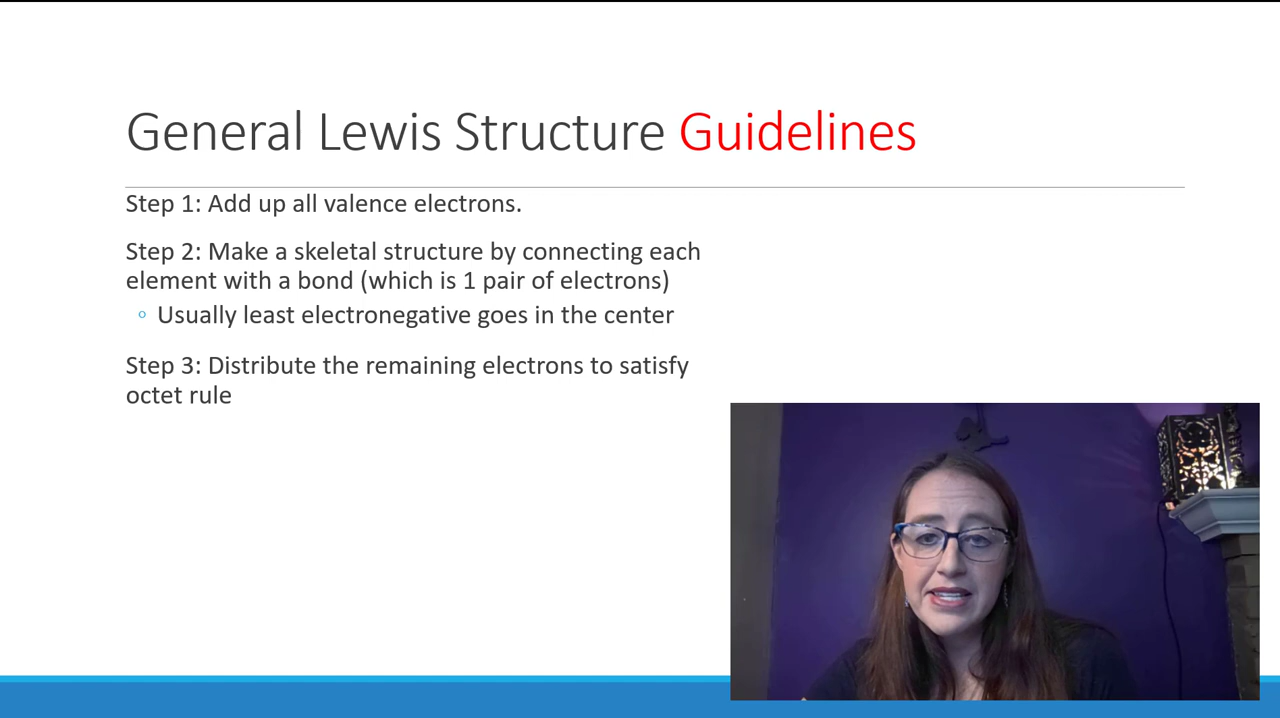 General Lewis Structure Guidelines
Step 1: Add up all valence electrons.
Step 2: Make a skeletal structure by connecting each
element with a bond (which is 1 pair of electrons)
Usually least electronegative goes in the center
Step 3: Distribute the remaining electrons to satisfy
octet rule